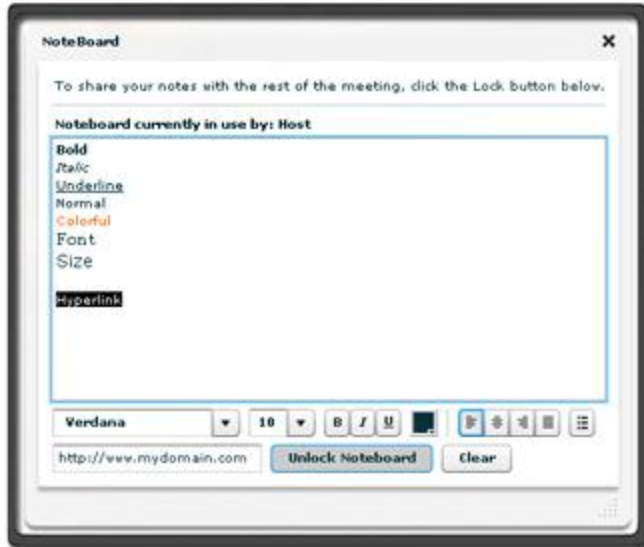 NoteBoard
To share your notes with the rest of the meeting, click the Lock button below.
Noteboard currently in use by: Host
Bold
Italic
Underline
Normal
Colorful
Font
Size
Hyperlink
Verdana 10 B I U
http://www.mydomain.com Unlock Noteboard Clear